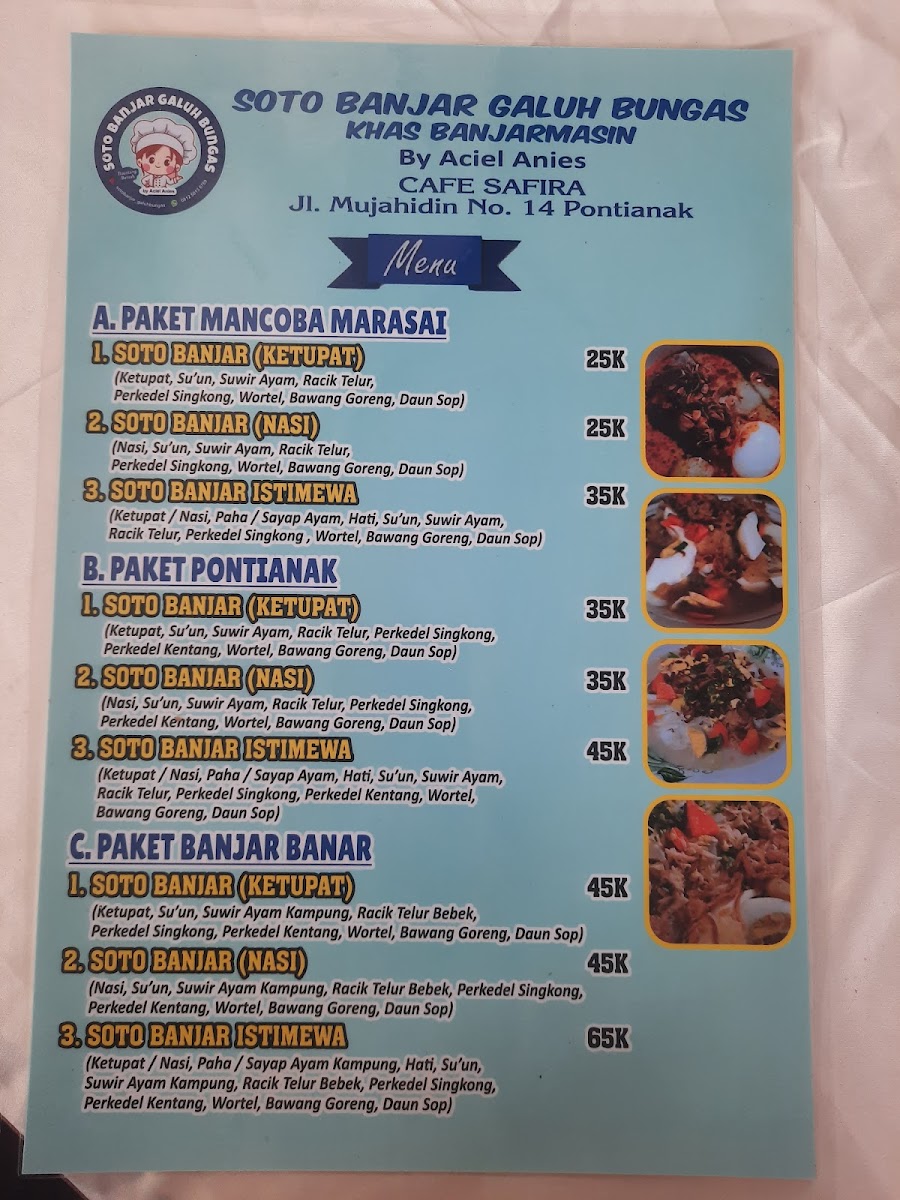 SOTO BANJAR GALUH BUNGAS
by Aciel Anies
SOTO BANJAR GALUH BUNGAS
KHAS BANJARMASIN
By Aciel Anies
CAFE SAFIRA
Jl. Mujahidin No. 14 Pontianak
Menu
A. PAKET MANCOBA MARASAI
1. SOTO BANJAR (KETUPAT) 25K
(Ketupat, Su'un, Suwir Ayam, Racik Telur,
Perkedel Singkong, Wortel, Bawang Goreng, Daun Sop)
2. SOTO BANJAR (NASI) 25K
(Nasi, Su'un, Suwir Ayam, Racik Telur,
Perkedel Singkong, Wortel, Bawang Goreng, Daun Sop)
3. SOTO BANJAR ISTIMEWA 35K
(Ketupat / Nasi, Paha / Sayap Ayam, Hati, Su'un, Suwir Ayam,
Racik Telur, Perkedel Singkong , Wortel, Bawang Goreng, Daun Sop)
B. PAKET PONTIANAK
1. SOTO BANJAR (KETUPAT) 35K
(Ketupat, Su'un, Suwir Ayam, Racik Telur, Perkedel Singkong,
Perkedel Kentang, Wortel, Bawang Goreng, Daun Sop)
2. SOTO BANJAR (NASI) 35K
(Nasi, Su'un, Suwir Ayam, Racik Telur, Perkedel Singkong,
Perkedel Kentang, Wortel, Bawang Goreng, Daun Sop)
3. SOTO BANJAR ISTIMEWA 45K
(Ketupat / Nasi, Paha / Sayap Ayam, Hati, Su'un, Suwir Ayam,
Racik Telur, Perkedel Singkong, Perkedel Kentang, Wortel,
Bawang Goreng, Daun Sop)
C. PAKET BANJAR BANAR
1. SOTO BANJAR (KETUPAT) 45K
(Ketupat, Su'un, Suwir Ayam Kampung, Racik Telur Bebek,
Perkedel Singkong, Perkedel Kentang, Wortel, Bawang Goreng, Daun Sop)
2. SOTO BANJAR (NASI) 45K
(Nasi, Su'un, Suwir Ayam Kampung, Racik Telur Bebek, Perkedel Singkong,
Perkedel Kentang, Wortel, Bawang Goreng, Daun Sop)
3. SOTO BANJAR ISTIMEWA 65K
(Ketupat / Nasi, Paha / Sayap Ayam Kampung, Hati, Su'un,
Suwir Ayam Kampung, Racik Telur Bebek, Perkedel Singkong,
Perkedel Kentang, Wortel, Bawang Goreng, Daun Sop)